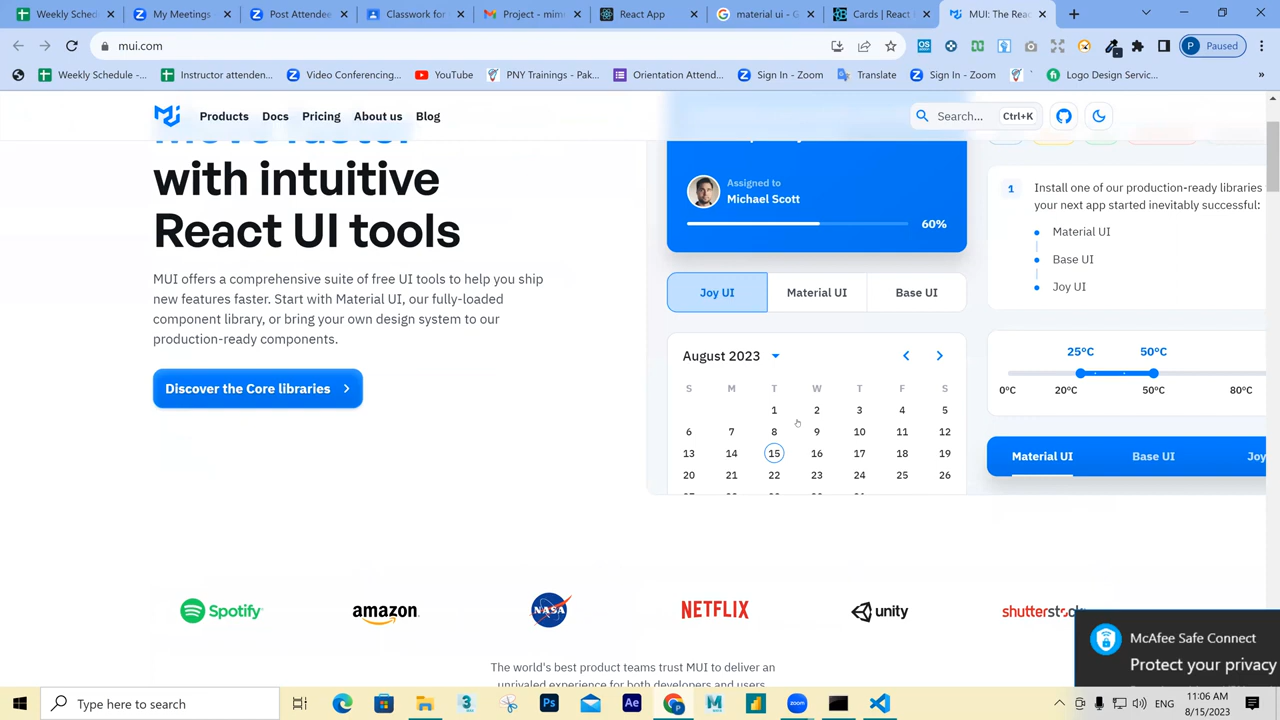 Weekly Schedule
My Meetings -
Classwork for
Project - mim
React App
material ui - G
Cards | React
MUI: The Rea
mui.com
Paused
Weekly Schedule -...
Instructor attenden...
Video Conferencing,...
YouTube
PNY Trainings - Pak...
Orientation Attend...
Sign In - Zoom
Translate
Sign In - Zoom
Logo Design Servic...
Products
Docs
Pricing
About us
Blog
Search...
Ctrl+K
with intuitive
React UI tools
MUI offers a comprehensive suite of free UI tools to help you ship
new features faster. Start with Material UI, our fully-loaded
component library, or bring your own design system to our
production-ready components.
Discover the Core libraries
Assigned to
Michael Scott
60%
Joy UI
Material UI
Base UI
August 2023
S M T W T F S
1 2 3 4 5
6 7 8 9 10 11 12
13 14 15 16 17 18 19
20 21 22 23 24 25 26
1
Install one of our production-ready libraries
your next app started inevitably successful:
Material UI
Base UI
Joy UI
25°C 50°C
0°C 20°C 50°C 80°C
Material UI
Base UI
Joy
Spotify
amazon
NASA
NETFLIX
unity
shutterstock
The world's best product teams trust MUI to deliver an
unrivaled experience for both developers and users.
McAfee Safe Connect
Protect your privacy
Type here to search
ENG
11:06 AM
8/15/2023